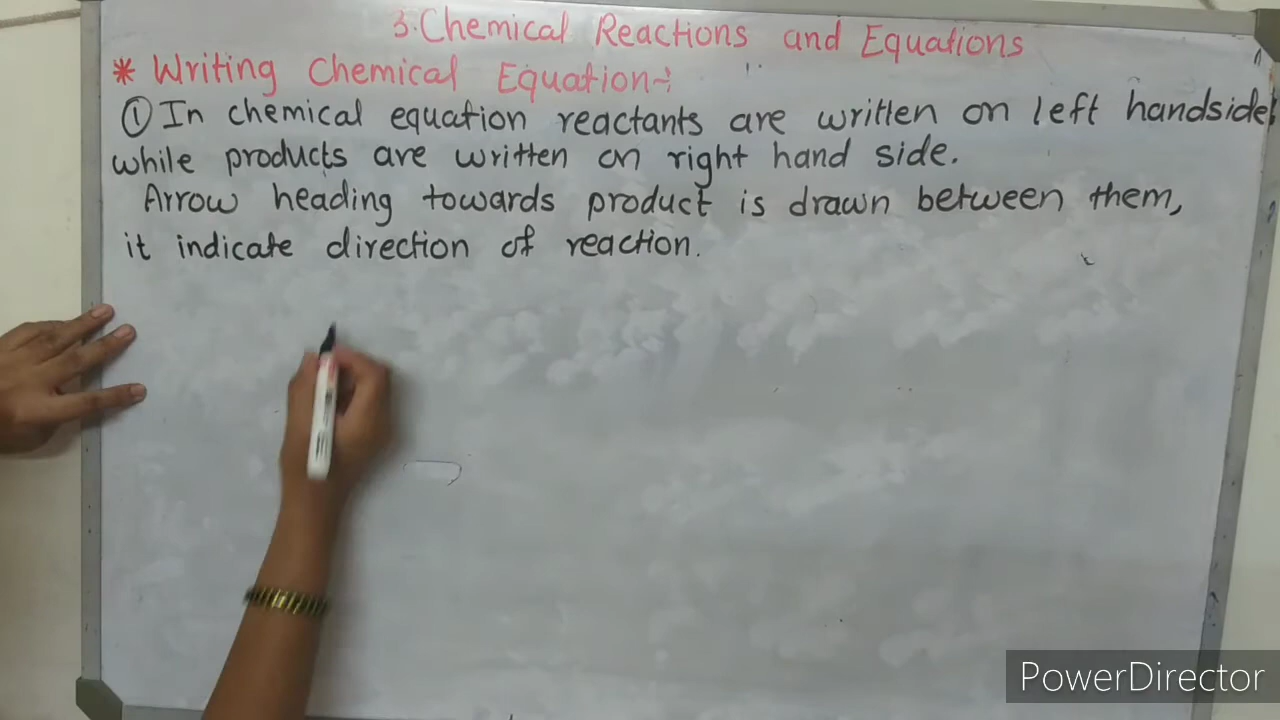 3. Chemical Reactions and Equations
* Writing Chemical Equation:
① In chemical equation reactants are written on left handside,
while products are written on right hand side.
Arrow heading towards product is drawn between them,
it indicate direction of reaction.
PowerDirector